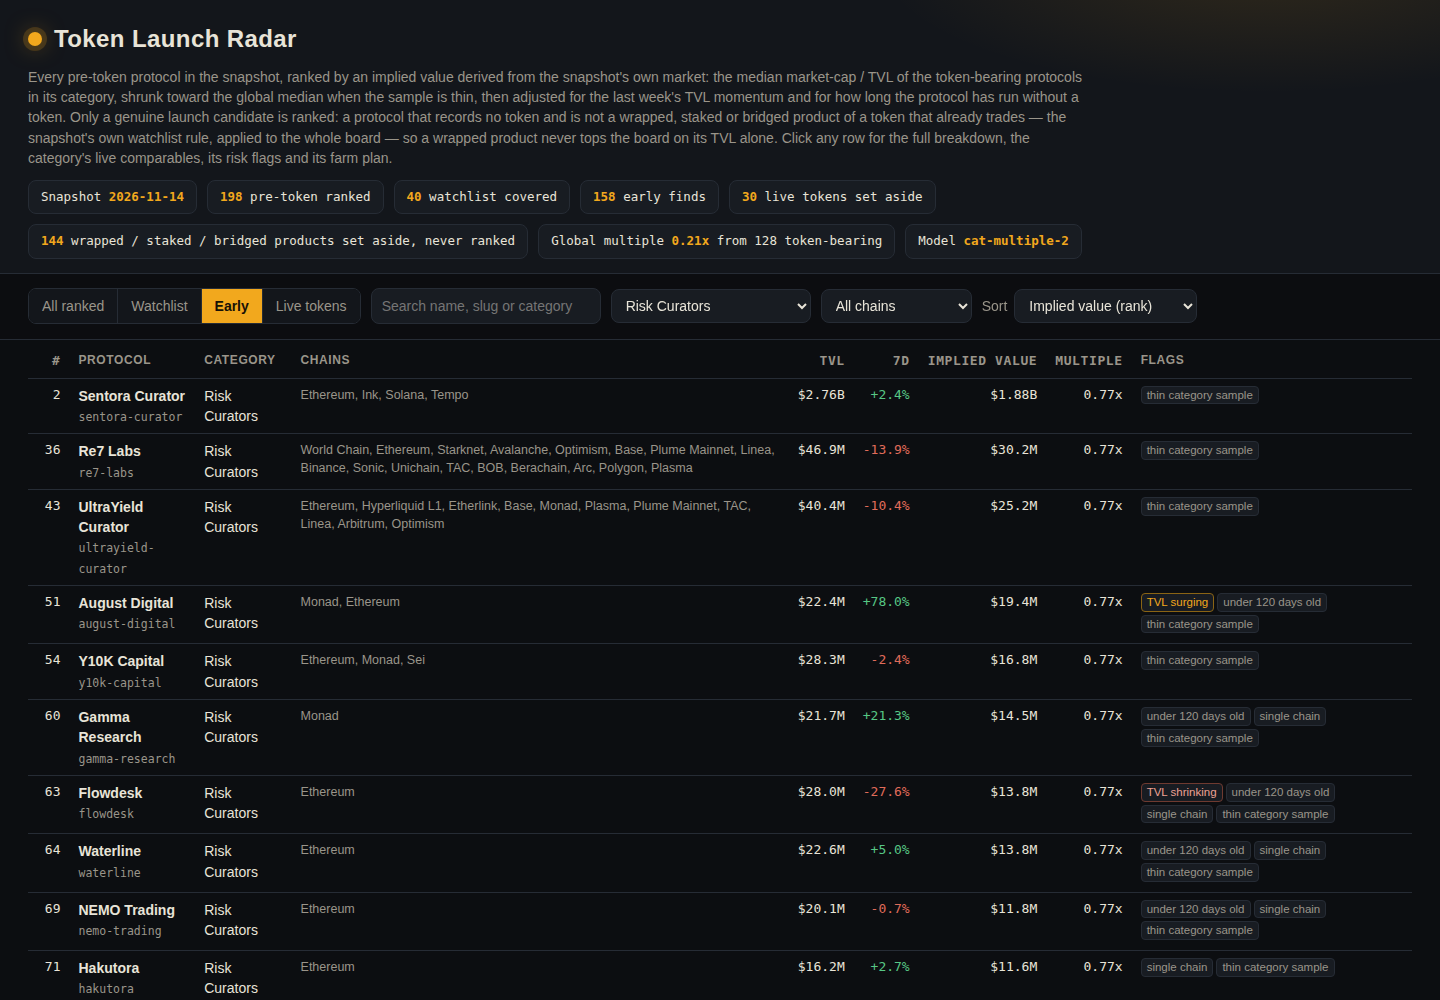 Token Launch Radar
Every pre-token protocol in the snapshot, ranked by an implied value derived from the snapshot's own market: the median market-cap / TVL of the token-bearing protocols
in its category, shrunk toward the global median when the sample is thin, then adjusted for the last week's TVL momentum and for how long the protocol has run without a
token. Only a genuine launch candidate is ranked: a protocol that records no token and is not a wrapped, staked or bridged product of a token that already trades — the
snapshot's own watchlist rule, applied to the whole board — so a wrapped product never tops the board on its TVL alone. Click any row for the full breakdown, the
category's live comparables, its risk flags and its farm plan.
Snapshot 2026-11-14 198 pre-token ranked 40 watchlist covered 158 early finds 30 live tokens set aside
144 wrapped / staked / bridged products set aside, never ranked Global multiple 0.21x from 128 token-bearing Model cat-multiple-2
All ranked Watchlist Early Live tokens Search name, slug or category Risk Curators All chains Sort Implied value (rank)
# PROTOCOL CATEGORY CHAINS TVL 7D IMPLIED VALUE MULTIPLE FLAGS
2 Sentora Curator Risk Ethereum, Ink, Solana, Tempo $2.76B +2.4% $1.88B 0.77x thin category sample
sentora-curator Curators
36 Re7 Labs Risk World Chain, Ethereum, Starknet, Avalanche, Optimism, Base, Plume Mainnet, Linea, $46.9M -13.9% $30.2M 0.77x thin category sample
re7-labs Curators Binance, Sonic, Unichain, TAC, BOB, Berachain, Arc, Polygon, Plasma
43 UltraYield Risk Ethereum, Hyperliquid L1, Etherlink, Base, Monad, Plasma, Plume Mainnet, TAC, $40.4M -10.4% $25.2M 0.77x thin category sample
Curator Curators Linea, Arbitrum, Optimism
ultrayield-
curator
51 August Digital Risk Monad, Ethereum $22.4M +78.0% $19.4M 0.77x TVL surging under 120 days old
august-digital Curators thin category sample
54 Y10K Capital Risk Ethereum, Monad, Sei $28.3M -2.4% $16.8M 0.77x thin category sample
y10k-capital Curators
60 Gamma Risk Monad $21.7M +21.3% $14.5M 0.77x under 120 days old single chain
Research Curators thin category sample
gamma-research
63 Flowdesk Risk Ethereum $28.0M -27.6% $13.8M 0.77x TVL shrinking under 120 days old
flowdesk Curators single chain thin category sample
64 Waterline Risk Ethereum $22.6M +5.0% $13.8M 0.77x under 120 days old single chain
waterline Curators thin category sample
69 NEMO Trading Risk Ethereum $20.1M -0.7% $11.8M 0.77x under 120 days old single chain
nemo-trading Curators thin category sample
71 Hakutora Risk Ethereum $16.2M +2.7% $11.6M 0.77x single chain thin category sample
hakutora Curators